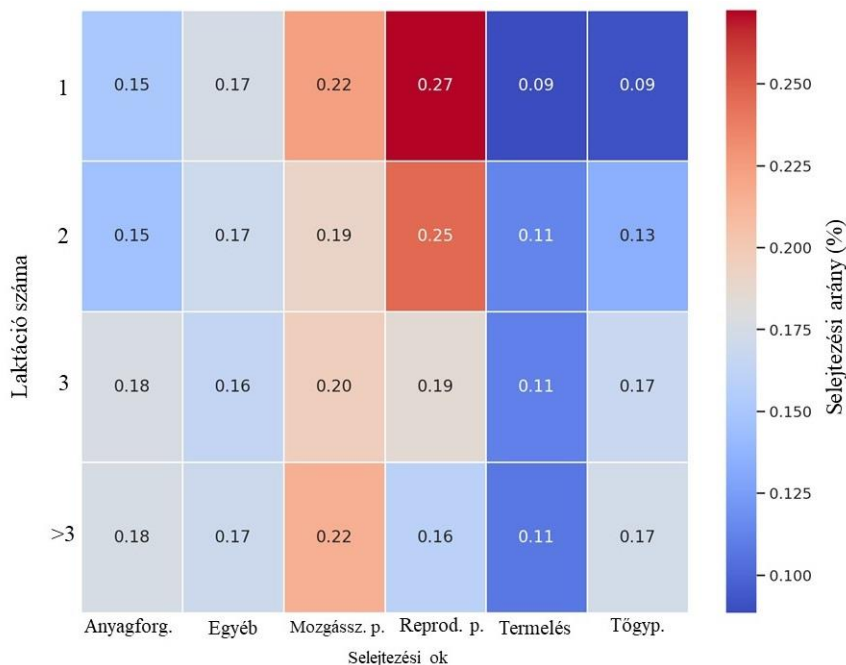 1 0.15 0.17 0.22 0.27 0.09 0.09
2 0.15 0.17 0.19 0.25 0.11 0.13
3 0.18 0.16 0.20 0.19 0.11 0.17
>3 0.18 0.17 0.22 0.16 0.11 0.17
Anyagforg. Egyéb Mozgássz. p. Reprod. p. Termelés Tőgyp.
Selejtezési ok
Laktáció száma
0.250
0.225
0.200
0.175
0.150
0.125
0.100
Selejtezési arány (%)